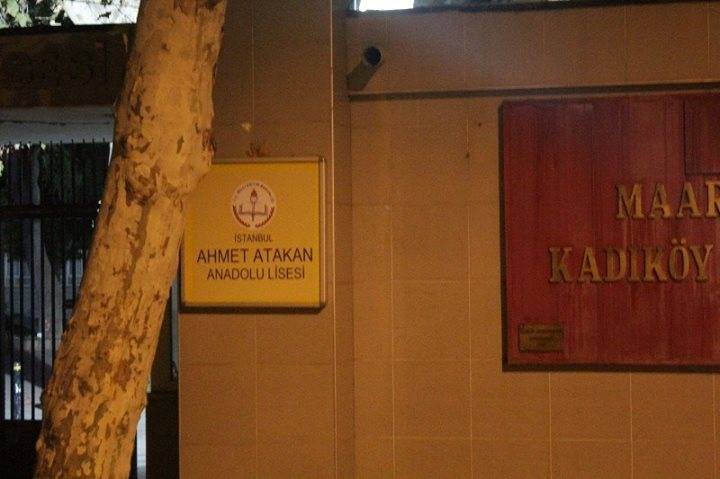 İSTANBUL
AHMET ATAKAN
ANADOLU LİSESİ
MAAR
KADIKÖY